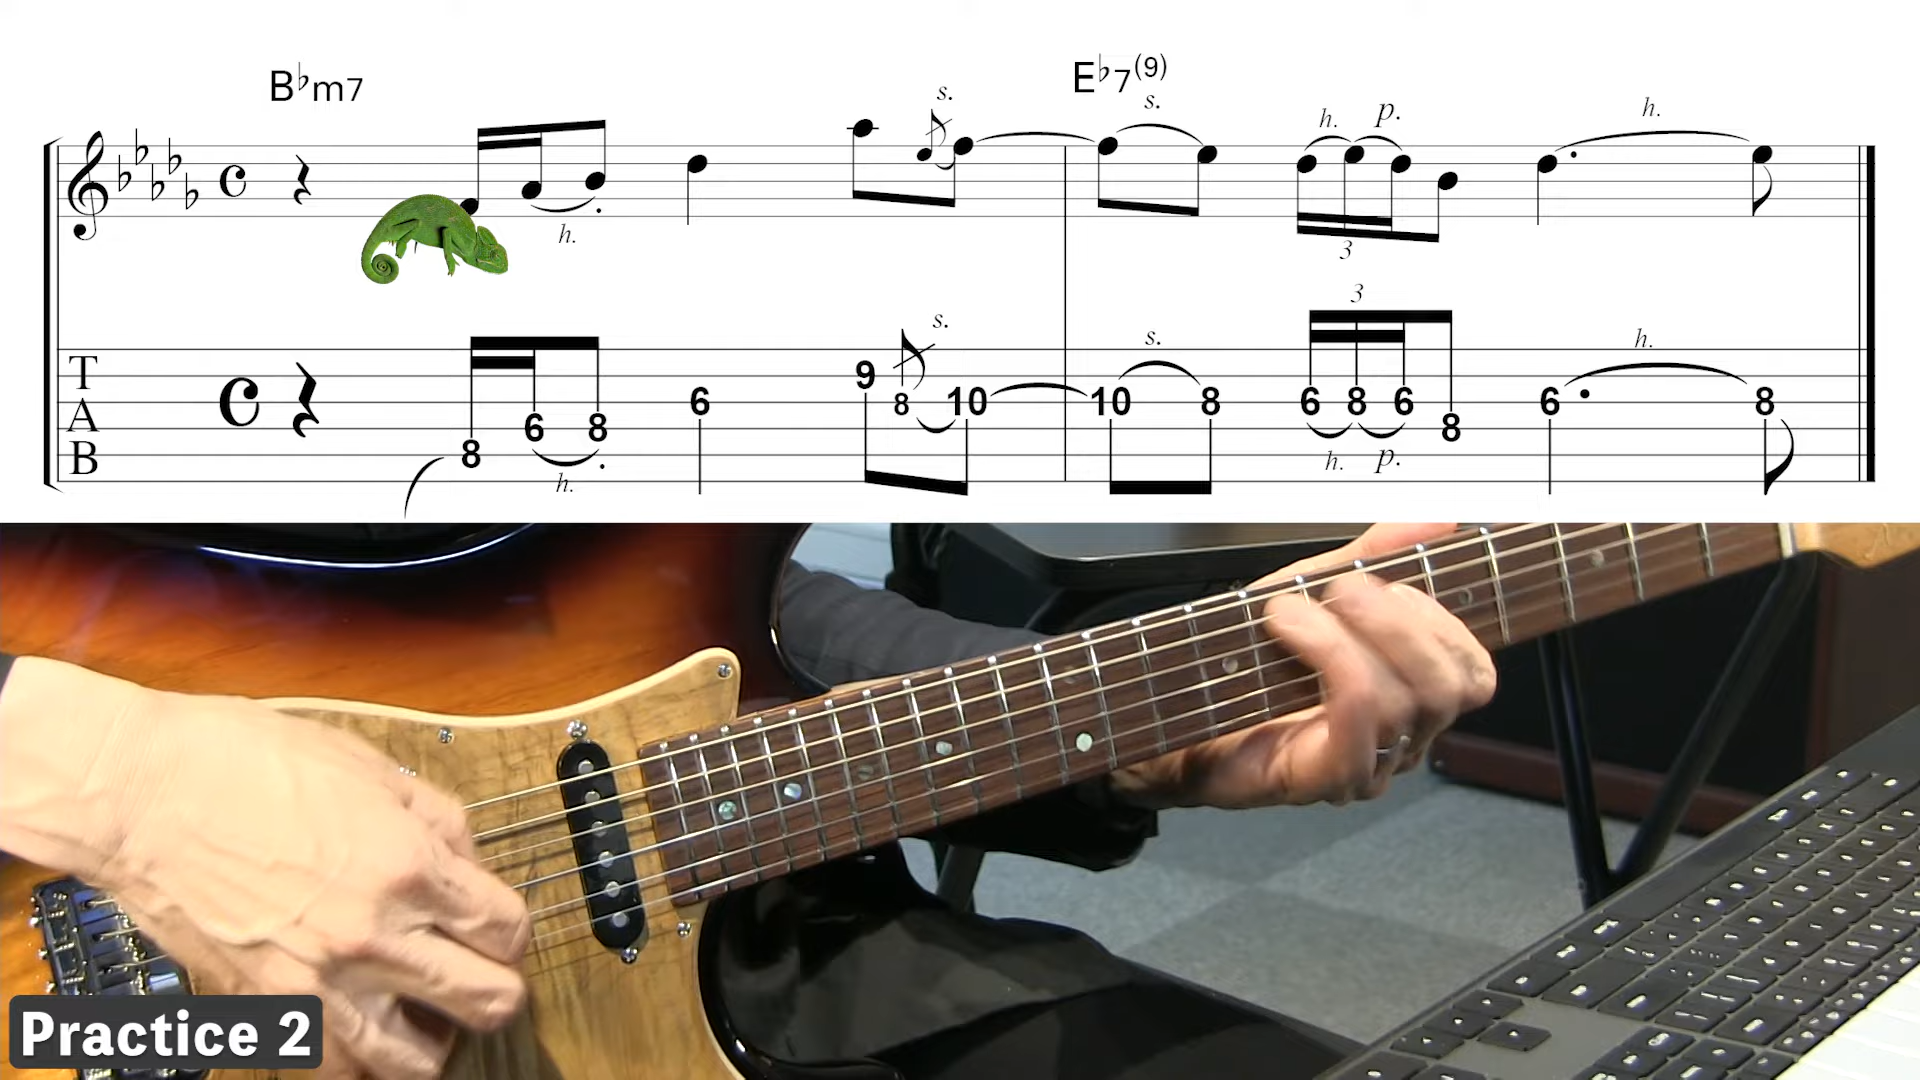 B♭m7 E♭7(9)
s. s. h. p. h.
h. 3
3
s. s. h.
T 9
8 10 10 8 6 8 6 6 8
A 6 6 8 8
B 8
h. h. p.
Practice 2